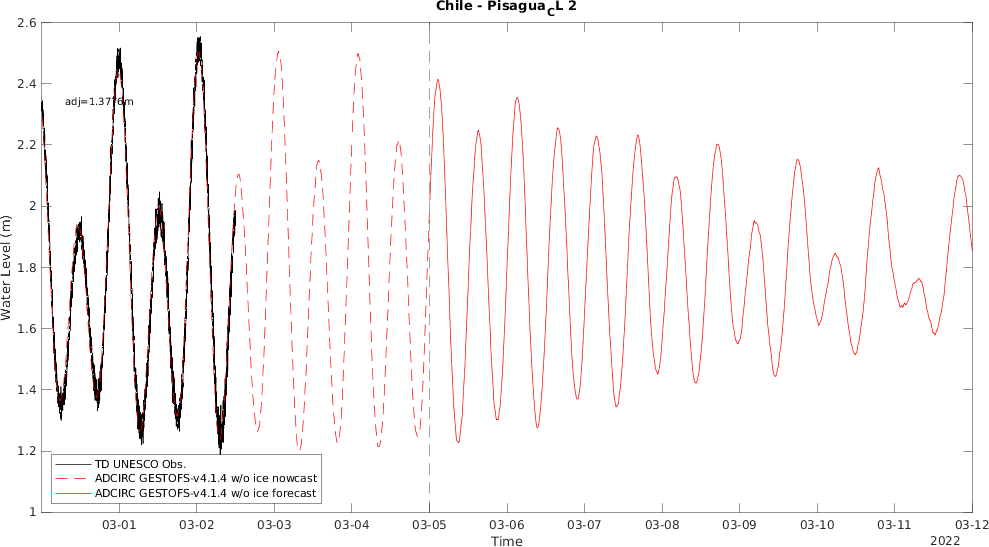 Chile - Pisagua_CL 2
2.6
2.4
2.2
2
1.8
1.6
1.4
1.2
1
Water Level (m)
adj=1.3776m
TD UNESCO Obs.
ADCIRC GESTOFS-v4.1.4 w/o ice nowcast
ADCIRC GESTOFS-v4.1.4 w/o ice forecast
03-01 03-02 03-03 03-04 03-05 03-06 03-07 03-08 03-09 03-10 03-11 03-12
Time
2022